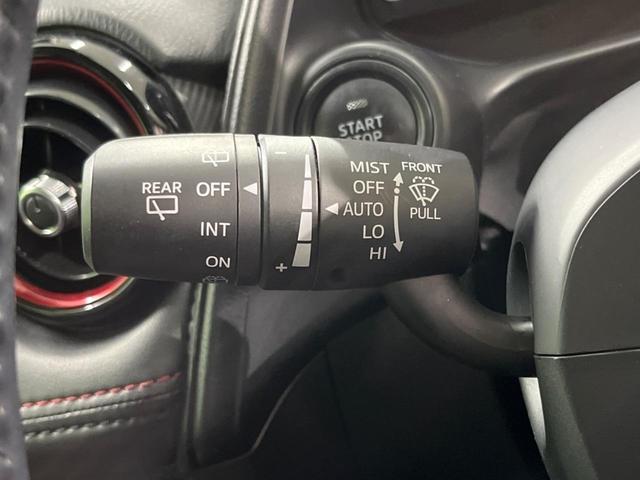 START
STOP
REAR
OFF
INT
ON
−
+
MIST
OFF
AUTO
LO
HI
FRONT
PULL